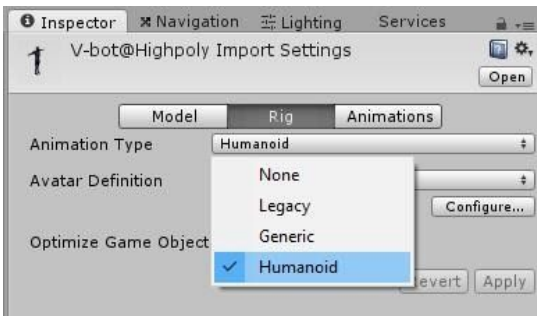 Inspector Navigation Lighting Services
V-bot@Highpoly Import Settings
Open
Model Rig Animations
Animation Type Humanoid
None
Avatar Definition
Legacy Configure...
Generic
Optimize Game Object
Humanoid
Apply